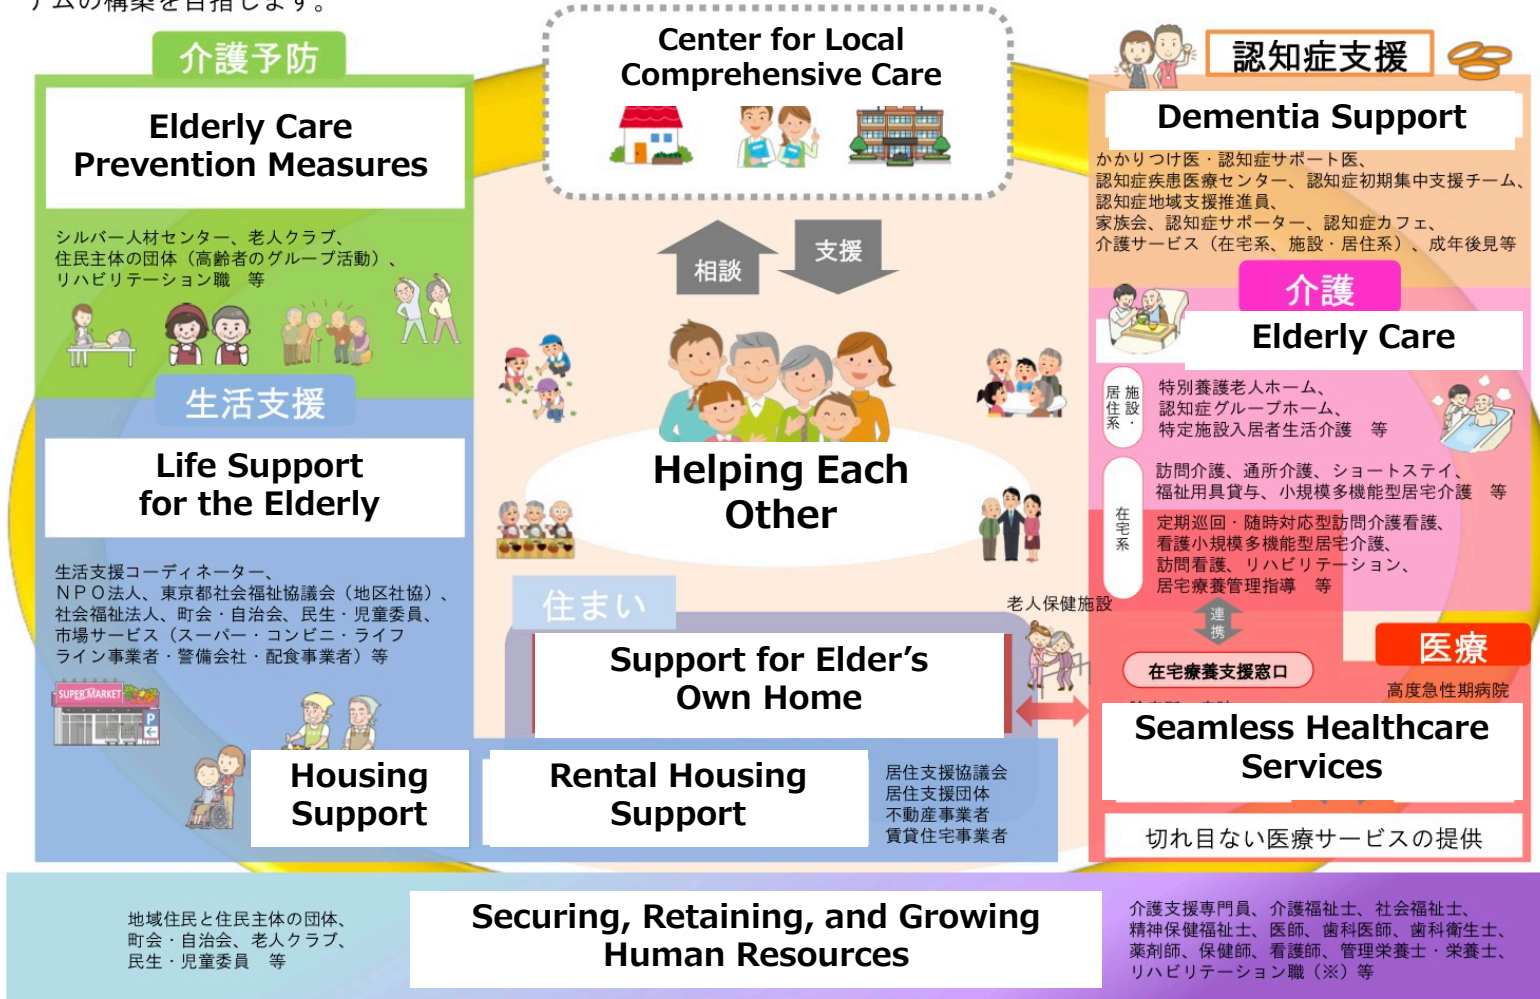 テムの構築を目指します。
介護予防
Elderly Care
Prevention Measures
シルバー人材センター、老人クラブ、
住民主体の団体（高齢者のグループ活動）、
リハビリテーション職　等
生活支援
Life Support
for the Elderly
生活支援コーディネーター、
ＮＰＯ法人、東京都社会福祉協議会（地区社協）、
社会福祉法人、町会・自治会、民生・児童委員、
市場サービス（スーパー・コンビニ・ライフ
ライン事業者・警備会社・配食事業者）等
SUPER MARKET
P
Housing
Support
Center for Local
Comprehensive Care
相談
支援
Helping Each
Other
住まい
Support for Elder’s
Own Home
Rental Housing
Support
居住支援協議会
居住支援団体
不動産事業者
賃貸住宅事業者
老人保健施設
認知症支援
Dementia Support
かかりつけ医・認知症サポート医、
認知症疾患医療センター、認知症初期集中支援チーム、
認知症地域支援推進員、
家族会、認知症サポーター、認知症カフェ、
介護サービス（在宅系、施設・居住系）、成年後見等
介護
Elderly Care
施設・
居住系
特別養護老人ホーム、
認知症グループホーム、
特定施設入居者生活介護　等
在宅系
訪問介護、通所介護、ショートステイ、
福祉用具貸与、小規模多機能型居宅介護　等
定期巡回・随時対応型訪問介護看護、
看護小規模多機能型居宅介護、
訪問看護、リハビリテーション、
居宅療養管理指導　等
連携
医療
在宅療養支援窓口
高度急性期病院
Seamless Healthcare
Services
切れ目ない医療サービスの提供
地域住民と住民主体の団体、
町会・自治会、老人クラブ、
民生・児童委員　等
Securing, Retaining, and Growing
Human Resources
介護支援専門員、介護福祉士、社会福祉士、
精神保健福祉士、医師、歯科医師、歯科衛生士、
薬剤師、保健師、看護師、管理栄養士・栄養士、
リハビリテーション職（※）等